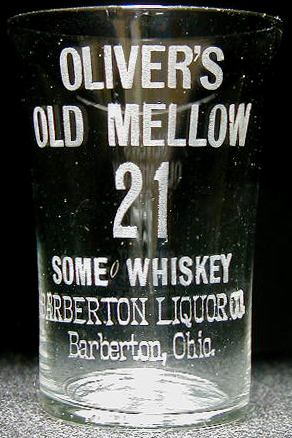 OLIVER'S
OLD MELLOW
21
SOME WHISKEY
BARBERTON LIQUOR CO.
Barberton, Ohio.